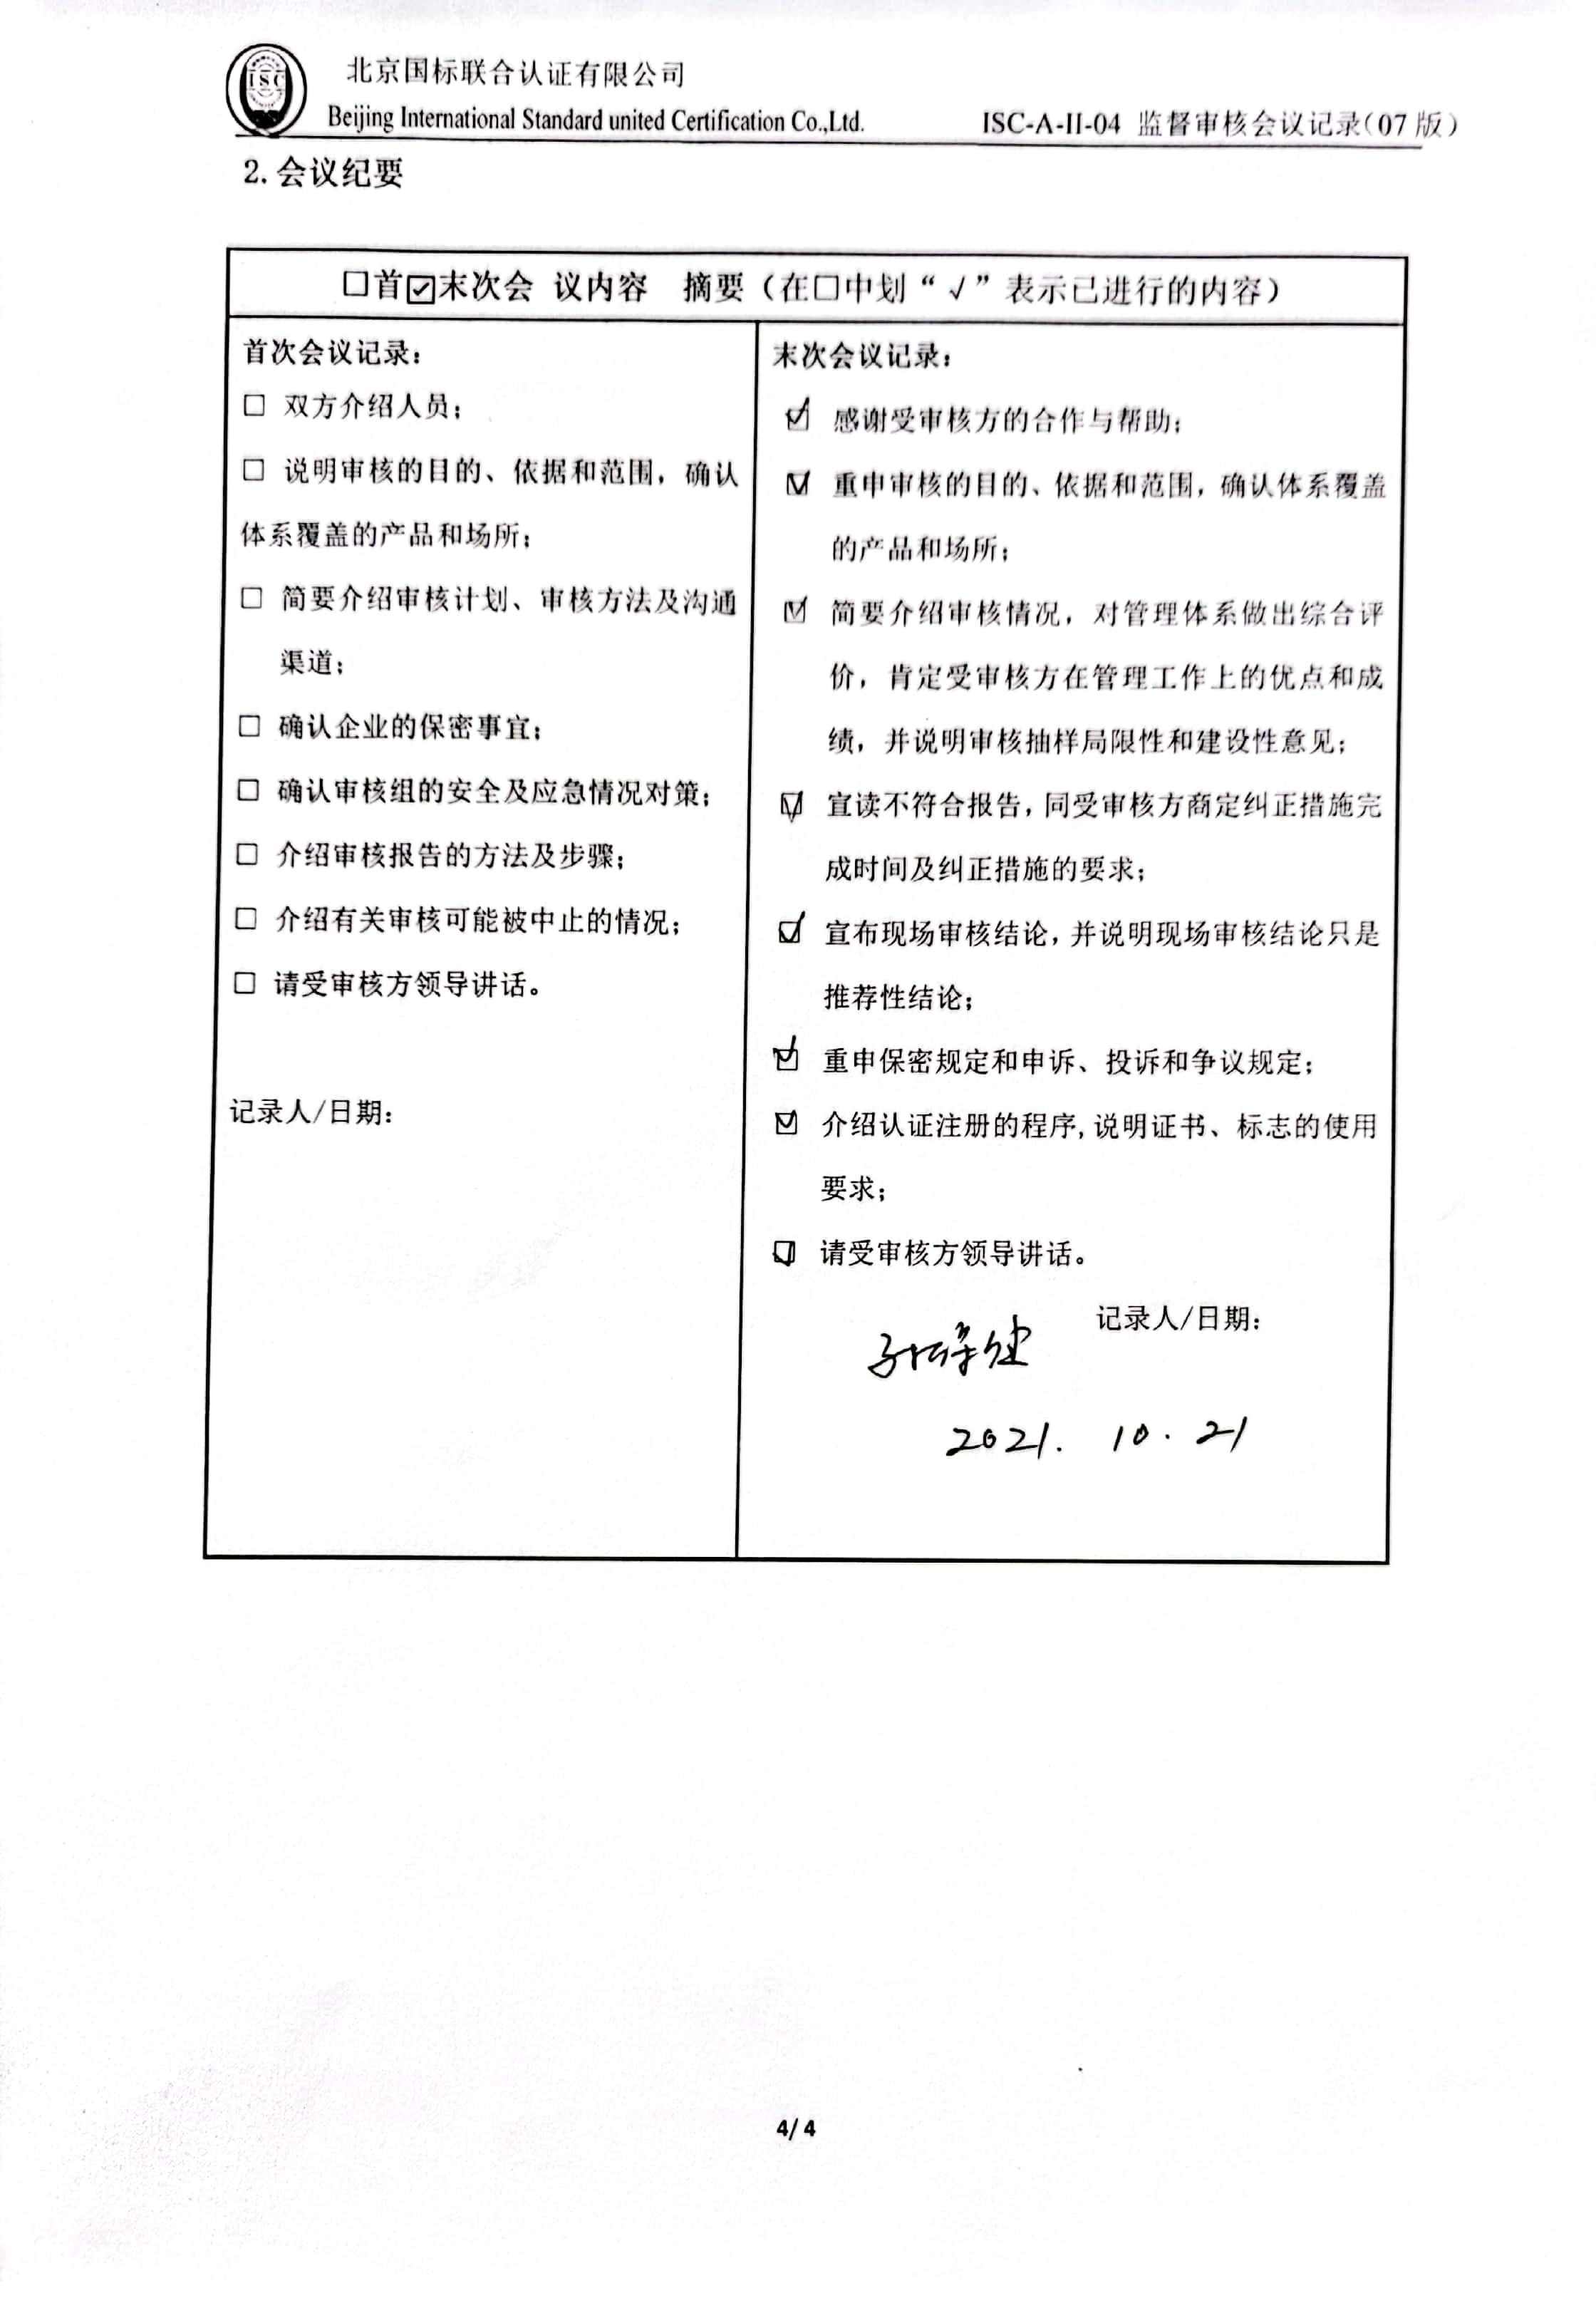 ISC
北京国标联合认证有限公司
Beijing International Standard united Certification Co.,Ltd.
ISC-A-II-04 监督审核会议记录(07版)
2.会议纪要
□首☑末次会 议内容 摘要（在□中划“√”表示已进行的内容）
首次会议记录：
□ 双方介绍人员；
□ 说明审核的目的、依据和范围，确认
体系覆盖的产品和场所；
□ 简要介绍审核计划、审核方法及沟通
渠道；
□ 确认企业的保密事宜；
□ 确认审核组的安全及应急情况对策；
□ 介绍审核报告的方法及步骤；
□ 介绍有关审核可能被中止的情况；
□ 请受审核方领导讲话。
记录人/日期：
末次会议记录：
☑ 感谢受审核方的合作与帮助；
☑ 重申审核的目的、依据和范围，确认体系覆盖
的产品和场所；
☑ 简要介绍审核情况，对管理体系做出综合评
价，肯定受审核方在管理工作上的优点和成
绩，并说明审核抽样局限性和建设性意见；
☑ 宣读不符合报告，同受审核方商定纠正措施完
成时间及纠正措施的要求；
☑ 宣布现场审核结论，并说明现场审核结论只是
推荐性结论；
☑ 重申保密规定和申诉、投诉和争议规定；
☑ 介绍认证注册的程序,说明证书、标志的使用
要求；
☑ 请受审核方领导讲话。
记录人/日期：
2021. 10. 21
4/4